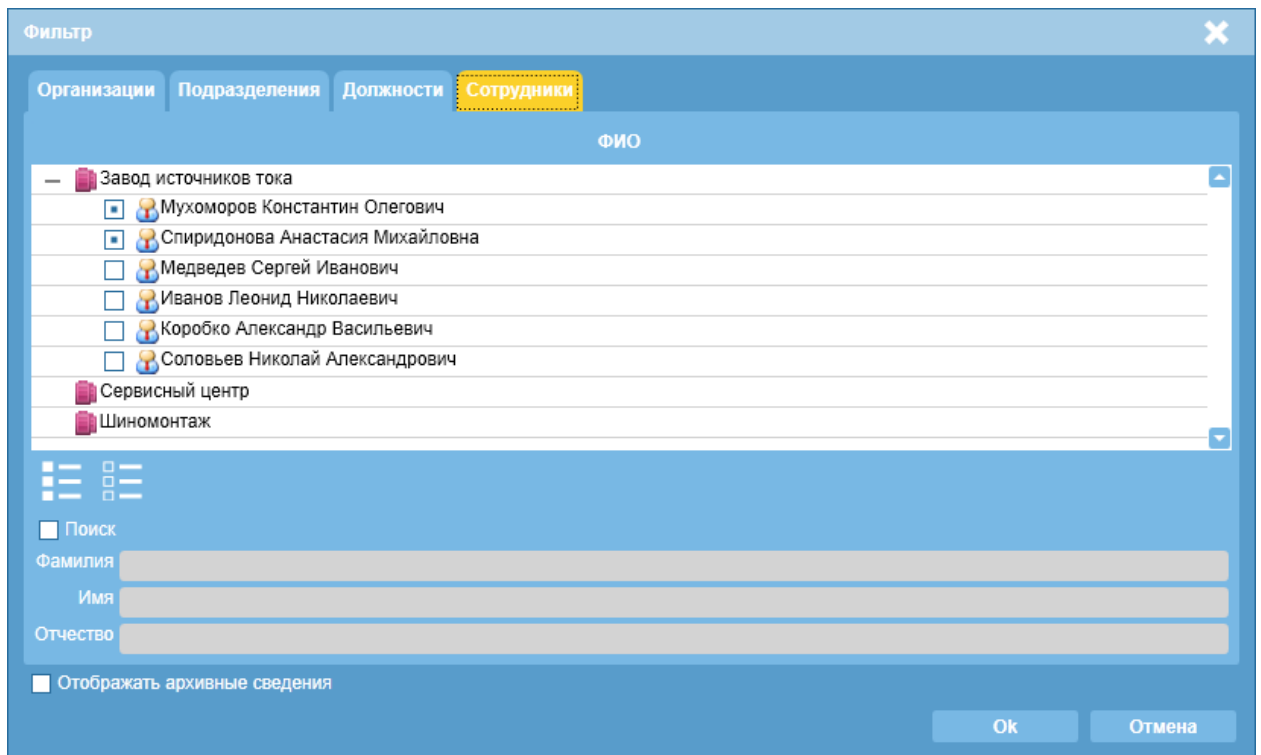 Фильтр
Организации Подразделения Должности Сотрудники
ФИО
Завод источников тока
Мухоморов Константин Олегович
Спиридонова Анастасия Михайловна
Медведев Сергей Иванович
Иванов Леонид Николаевич
Коробко Александр Васильевич
Соловьев Николай Александрович
Сервисный центр
Шиномонтаж
Поиск
Фамилия
Имя
Отчество
Отображать архивные сведения
Ok Отмена